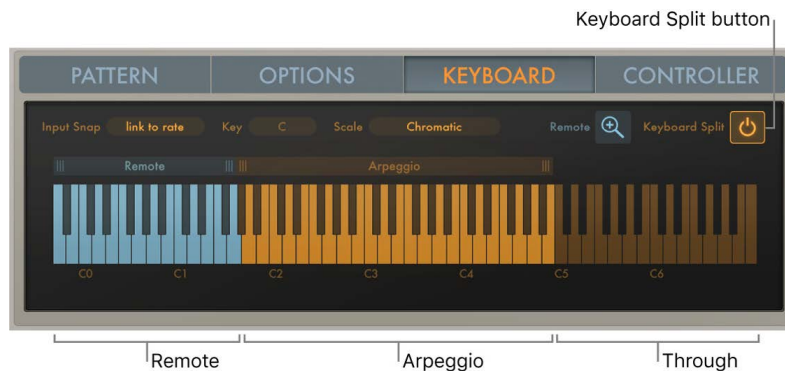 Keyboard Split button
PATTERN OPTIONS KEYBOARD CONTROLLER
Input Snap link to rate Key C Scale Chromatic Remote Keyboard Split
Remote Arpeggio
C0 C1 C2 C3 C4 C5 C6
Remote Arpeggio Through